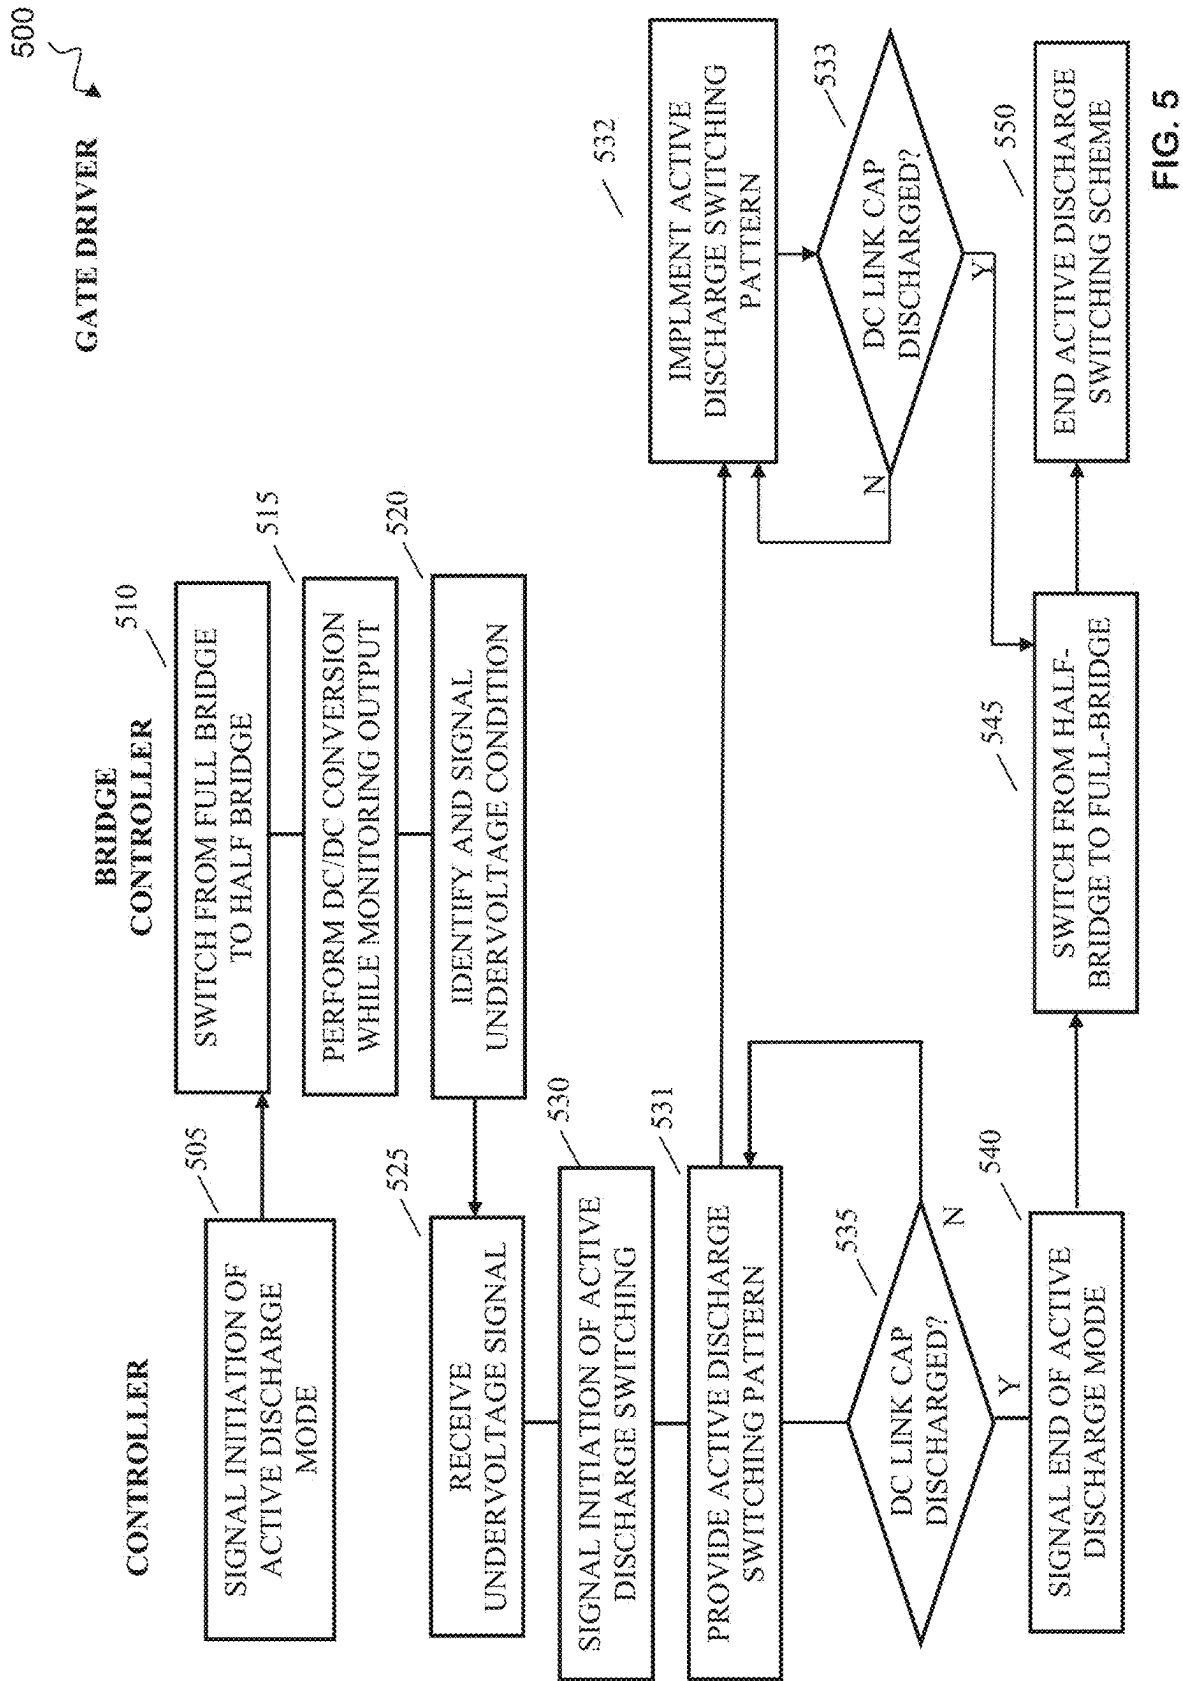 500
CONTROLLER
BRIDGE
CONTROLLER
GATE DRIVER
505
SIGNAL INITIATION OF
ACTIVE DISCHARGE
MODE
510
SWITCH FROM FULL BRIDGE
TO HALF BRIDGE
515
PERFORM DC/DC CONVERSION
WHILE MONITORING OUTPUT
520
IDENTIFY AND SIGNAL
UNDERVOLTAGE CONDITION
525
RECEIVE
UNDERVOLTAGE SIGNAL
530
SIGNAL INITIATION OF ACTIVE
DISCHARGE SWITCHING
531
PROVIDE ACTIVE DISCHARGE
SWITCHING PATTERN
532
IMPLMENT ACTIVE
DISCHARGE SWITCHING
PATTERN
533
DC LINK CAP
DISCHARGED?
N
Y
535
DC LINK CAP
DISCHARGED?
N
Y
540
SIGNAL END OF ACTIVE
DISCHARGE MODE
545
SWITCH FROM HALF-
BRIDGE TO FULL-BRIDGE
550
END ACTIVE DISCHARGE
SWITCHING SCHEME
FIG. 5